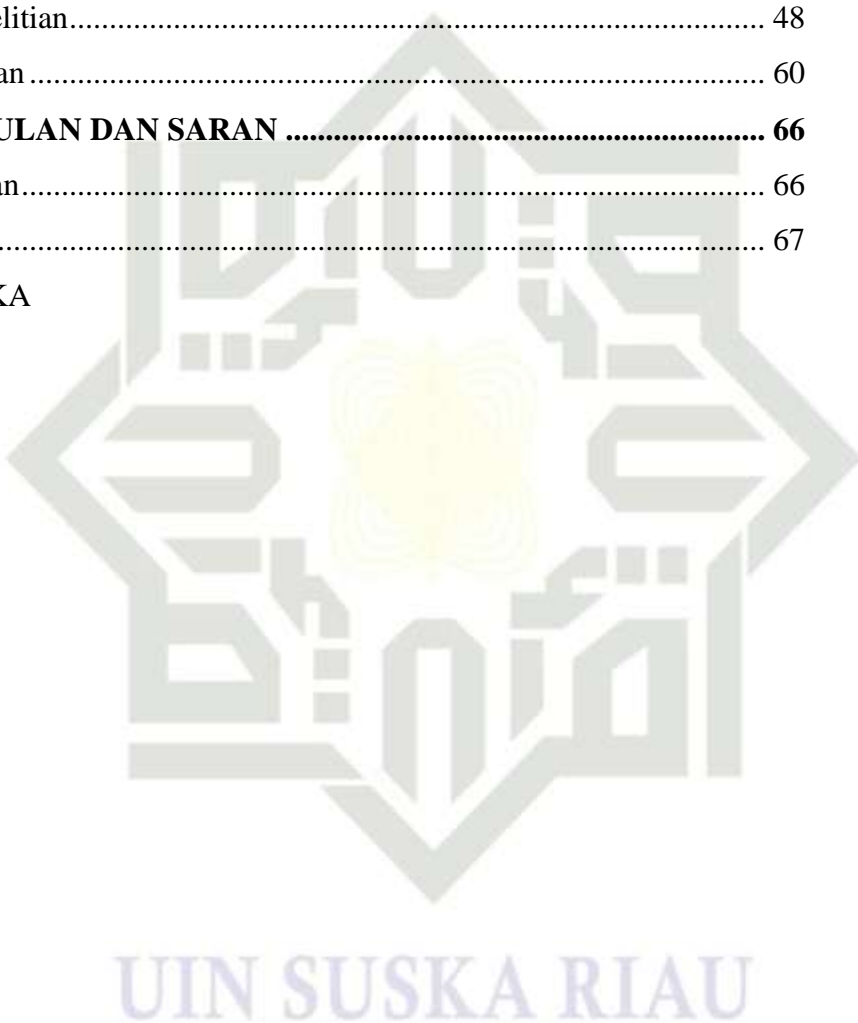 elitian........................................................................................ 48
an ............................................................................................ 60
ULAN DAN SARAN ............................................................ 66
an............................................................................................. 66
................................................................................................ 67
KA
UIN SUSKA RIAU